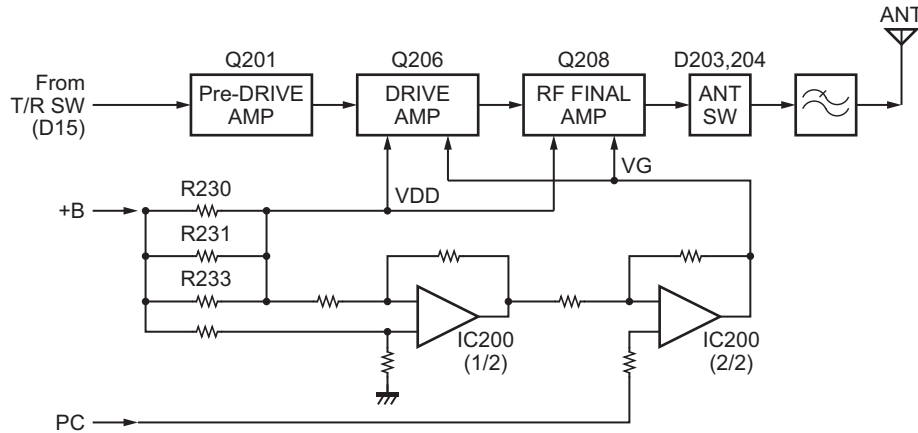 ANT
Q201
Q206
Q208
D203,204
From
T/R SW
(D15)
Pre-DRIVE
AMP
DRIVE
AMP
RF FINAL
AMP
ANT
SW
VG
VDD
R230
+B
R231
R233
IC200
(1/2)
IC200
(2/2)
PC